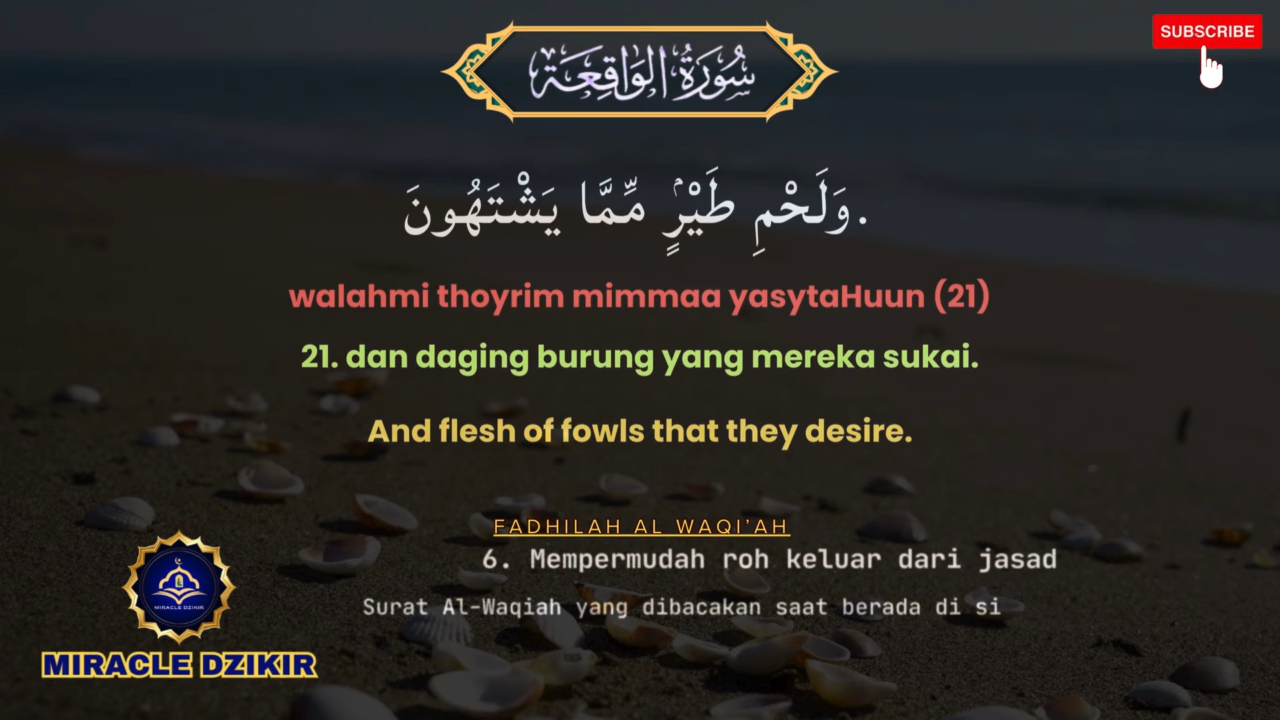 SUBSCRIBE
سُورَةُ الوَاقِعَة
وَلَحْمِ طَيْرٍۢ مِّمَّا يَشْتَهُونَ.
walahmi thoyrim mimmaa yasytaHuun (21)
21. dan daging burung yang mereka sukai.
And flesh of fowls that they desire.
FADHILAH AL WAQI’AH
6. Mempermudah roh keluar dari jasad
Surat Al-Waqiah yang dibacakan saat berada di si
MIRACLE DZIKIR
MIRACLE DZIKIR